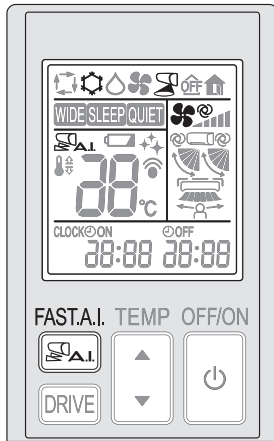 WIDE SLEEP QUIET
A.I.
88 °C
CLOCK ON OFF
88:88 88:88
FAST.A.I. TEMP OFF/ON
A.I.
DRIVE